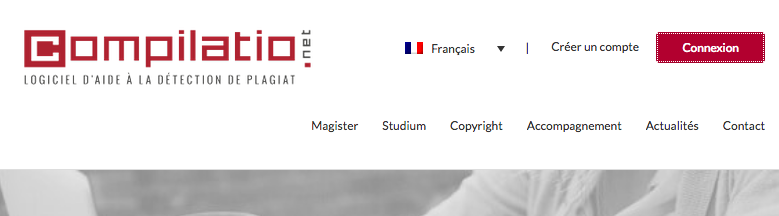 compilatio.net
LOGICIEL D'AIDE À LA DÉTECTION DE PLAGIAT
Français | Créer un compte Connexion
Magister Studium Copyright Accompagnement Actualités Contact